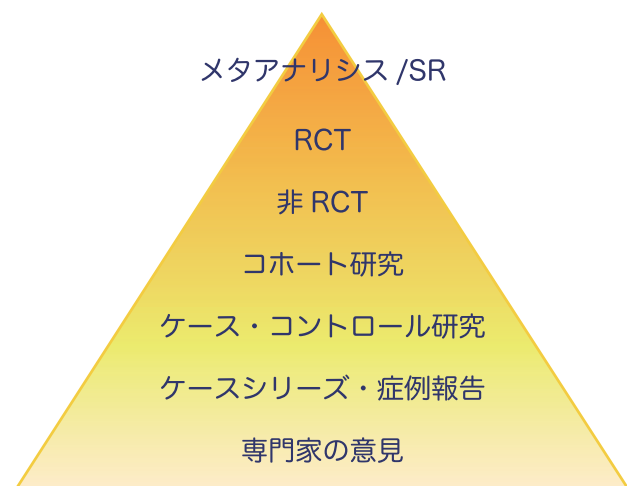 メタアナリシス /SR
RCT
非 RCT
コホート研究
ケース・コントロール研究
ケースシリーズ・症例報告
専門家の意見